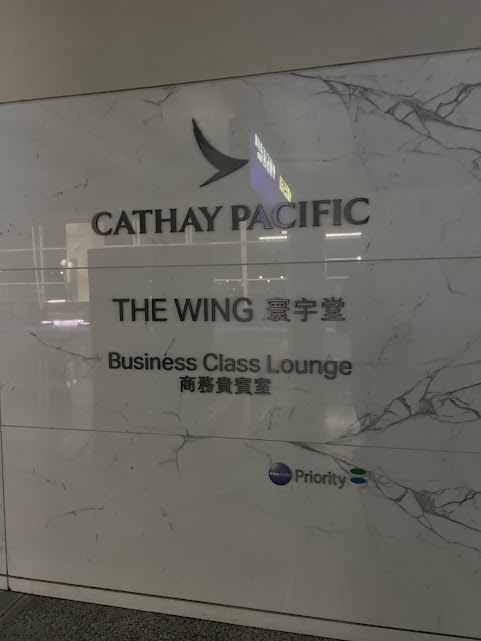 CATHAY PACIFIC
THE WING 寰宇堂
Business Class Lounge
商務貴賓室
Priority